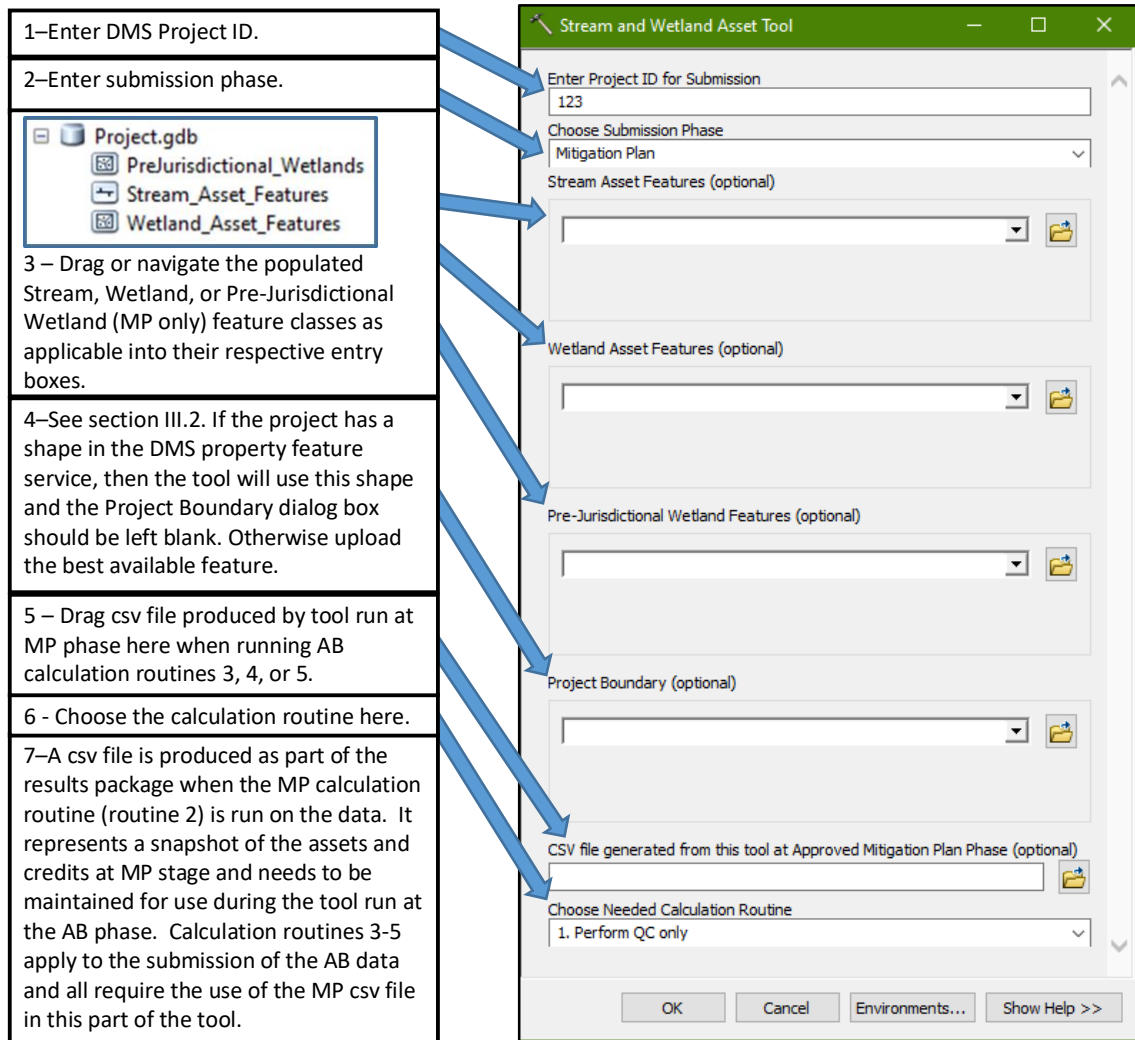 1–Enter DMS Project ID.
2–Enter submission phase.
Project.gdb
PreJurisdictional_Wetlands
Stream_Asset_Features
Wetland_Asset_Features
3 – Drag or navigate the populated
Stream, Wetland, or Pre-Jurisdictional
Wetland (MP only) feature classes as
applicable into their respective entry
boxes.
4–See section III.2. If the project has a
shape in the DMS property feature
service, then the tool will use this shape
and the Project Boundary dialog box
should be left blank. Otherwise upload
the best available feature.
5 – Drag csv file produced by tool run at
MP phase here when running AB
calculation routines 3, 4, or 5.
6 - Choose the calculation routine here.
7–A csv file is produced as part of the
results package when the MP calculation
routine (routine 2) is run on the data.  It
represents a snapshot of the assets and
credits at MP stage and needs to be
maintained for use during the tool run at
the AB phase.  Calculation routines 3-5
apply to the submission of the AB data
and all require the use of the MP csv file
in this part of the tool.
Stream and Wetland Asset Tool
Enter Project ID for Submission
123
Choose Submission Phase
Mitigation Plan
Stream Asset Features (optional)
Wetland Asset Features (optional)
Pre-Jurisdictional Wetland Features (optional)
Project Boundary (optional)
CSV file generated from this tool at Approved Mitigation Plan Phase (optional)
Choose Needed Calculation Routine
1. Perform QC only
OK
Cancel
Environments...
Show Help >>